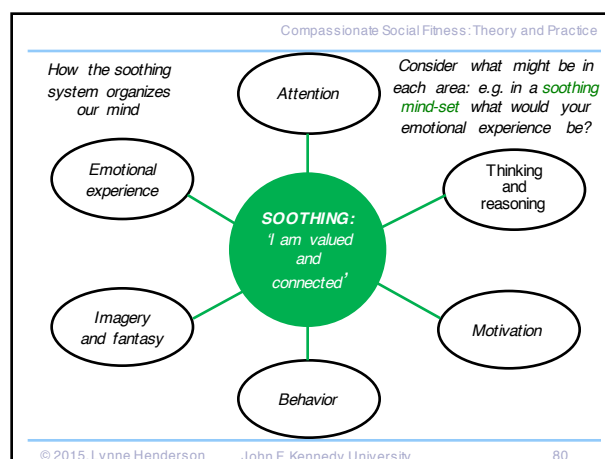 Compassionate Social Fitness: Theory and Practice
How the soothing
system organizes
our mind
Consider what might be in
each area: e.g. in a soothing
mind-set what would your
emotional experience be?
Attention
Emotional
experience
Thinking
and
reasoning
SOOTHING:
'I am valued
and
connected'
Imagery
and fantasy
Motivation
Behavior
© 2015 Lynne Henderson John F Kennedy University 80